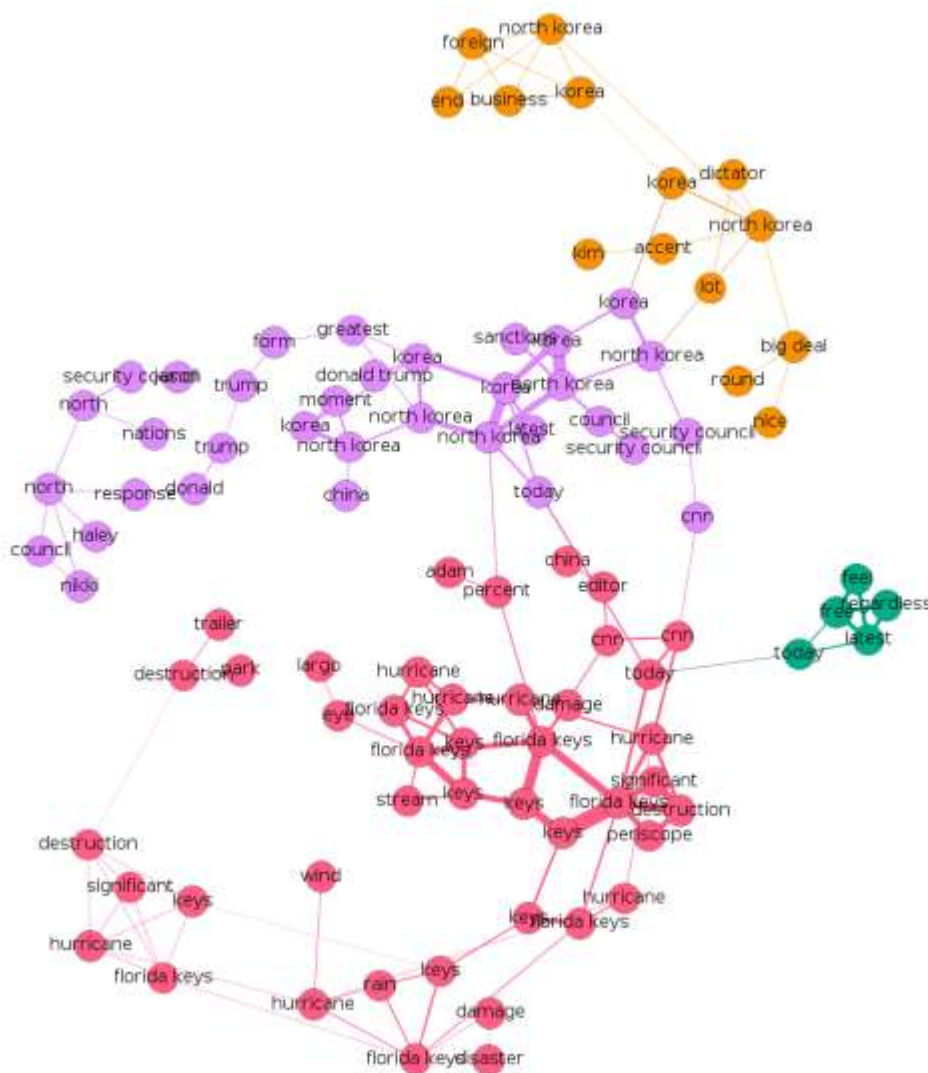 north korea
foreign
end
business
korea
dictator
korea
north korea
accent
kim
lot
korea
greatest
form
sanctions
korea
korea
north korea
big deal
security council
jason
donald trump
trump
korea
north korea
round
north
moment
latest
council
nice
nations
korea
north korea
north korea
security council
trump
north korea
security council
north
response
donald
china
today
cnn
haley
council
nikki
china
feel
adam
percent
editor
free
regardless
trailer
cnn
cnn
latest
today
destruction
park
largo
hurricane
today
hurricane
hurricane
damage
eye
florida keys
florida keys
keys
florida keys
hurricane
significant
stream
keys
keys
florida keys
destruction
keys
periscope
destruction
significant
keys
wind
hurricane
hurricane
keys
florida keys
florida keys
hurricane
rain
keys
damage
florida keys
disaster